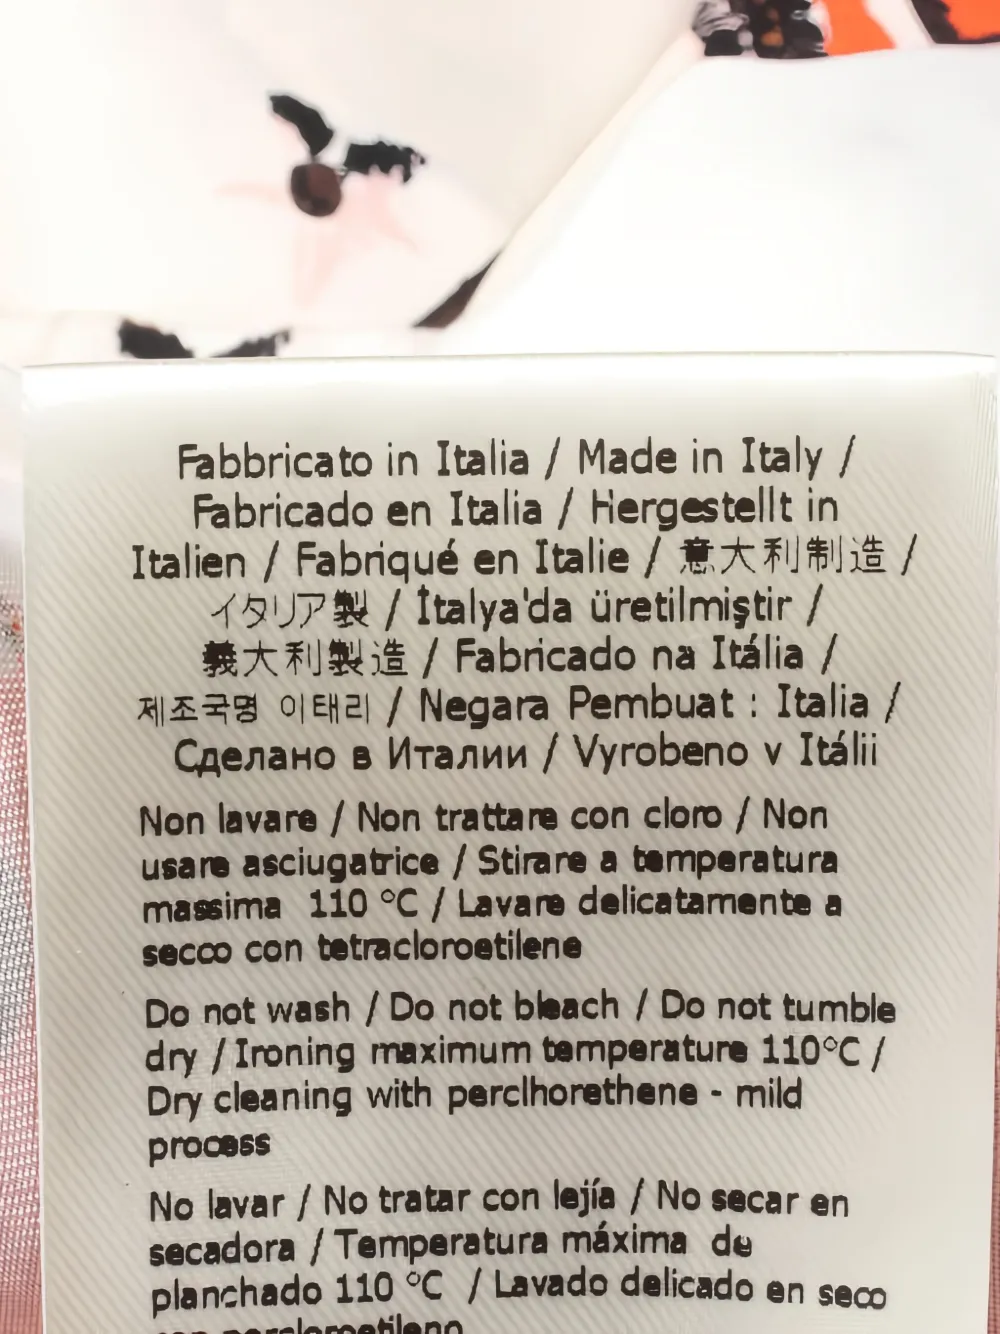 Fabbricato in Italia / Made in Italy /
Fabricado en Italia / Hergestellt in
Italien / Fabriqué en Italie / 意大利制造 /
イタリア製 / İtalya'da üretilmiştir /
義大利製造 / Fabricado na Itália /
제조국명 이태리 / Negara Pembuat : Italia /
Сделано в Италии / Vyrobeno v Itálii
Non lavare / Non trattare con cloro / Non
usare asciugatrice / Stirare a temperatura
massima 110 °C / Lavare delicatamente a
secco con tetracloroetilene
Do not wash / Do not bleach / Do not tumble
dry / Ironing maximum temperature 110°C /
Dry cleaning with perclhorethene - mild
process
No lavar / No tratar con lejía / No secar en
secadora / Temperatura máxima de
planchado 110 °C / Lavado delicado en seco
con percloroetileno